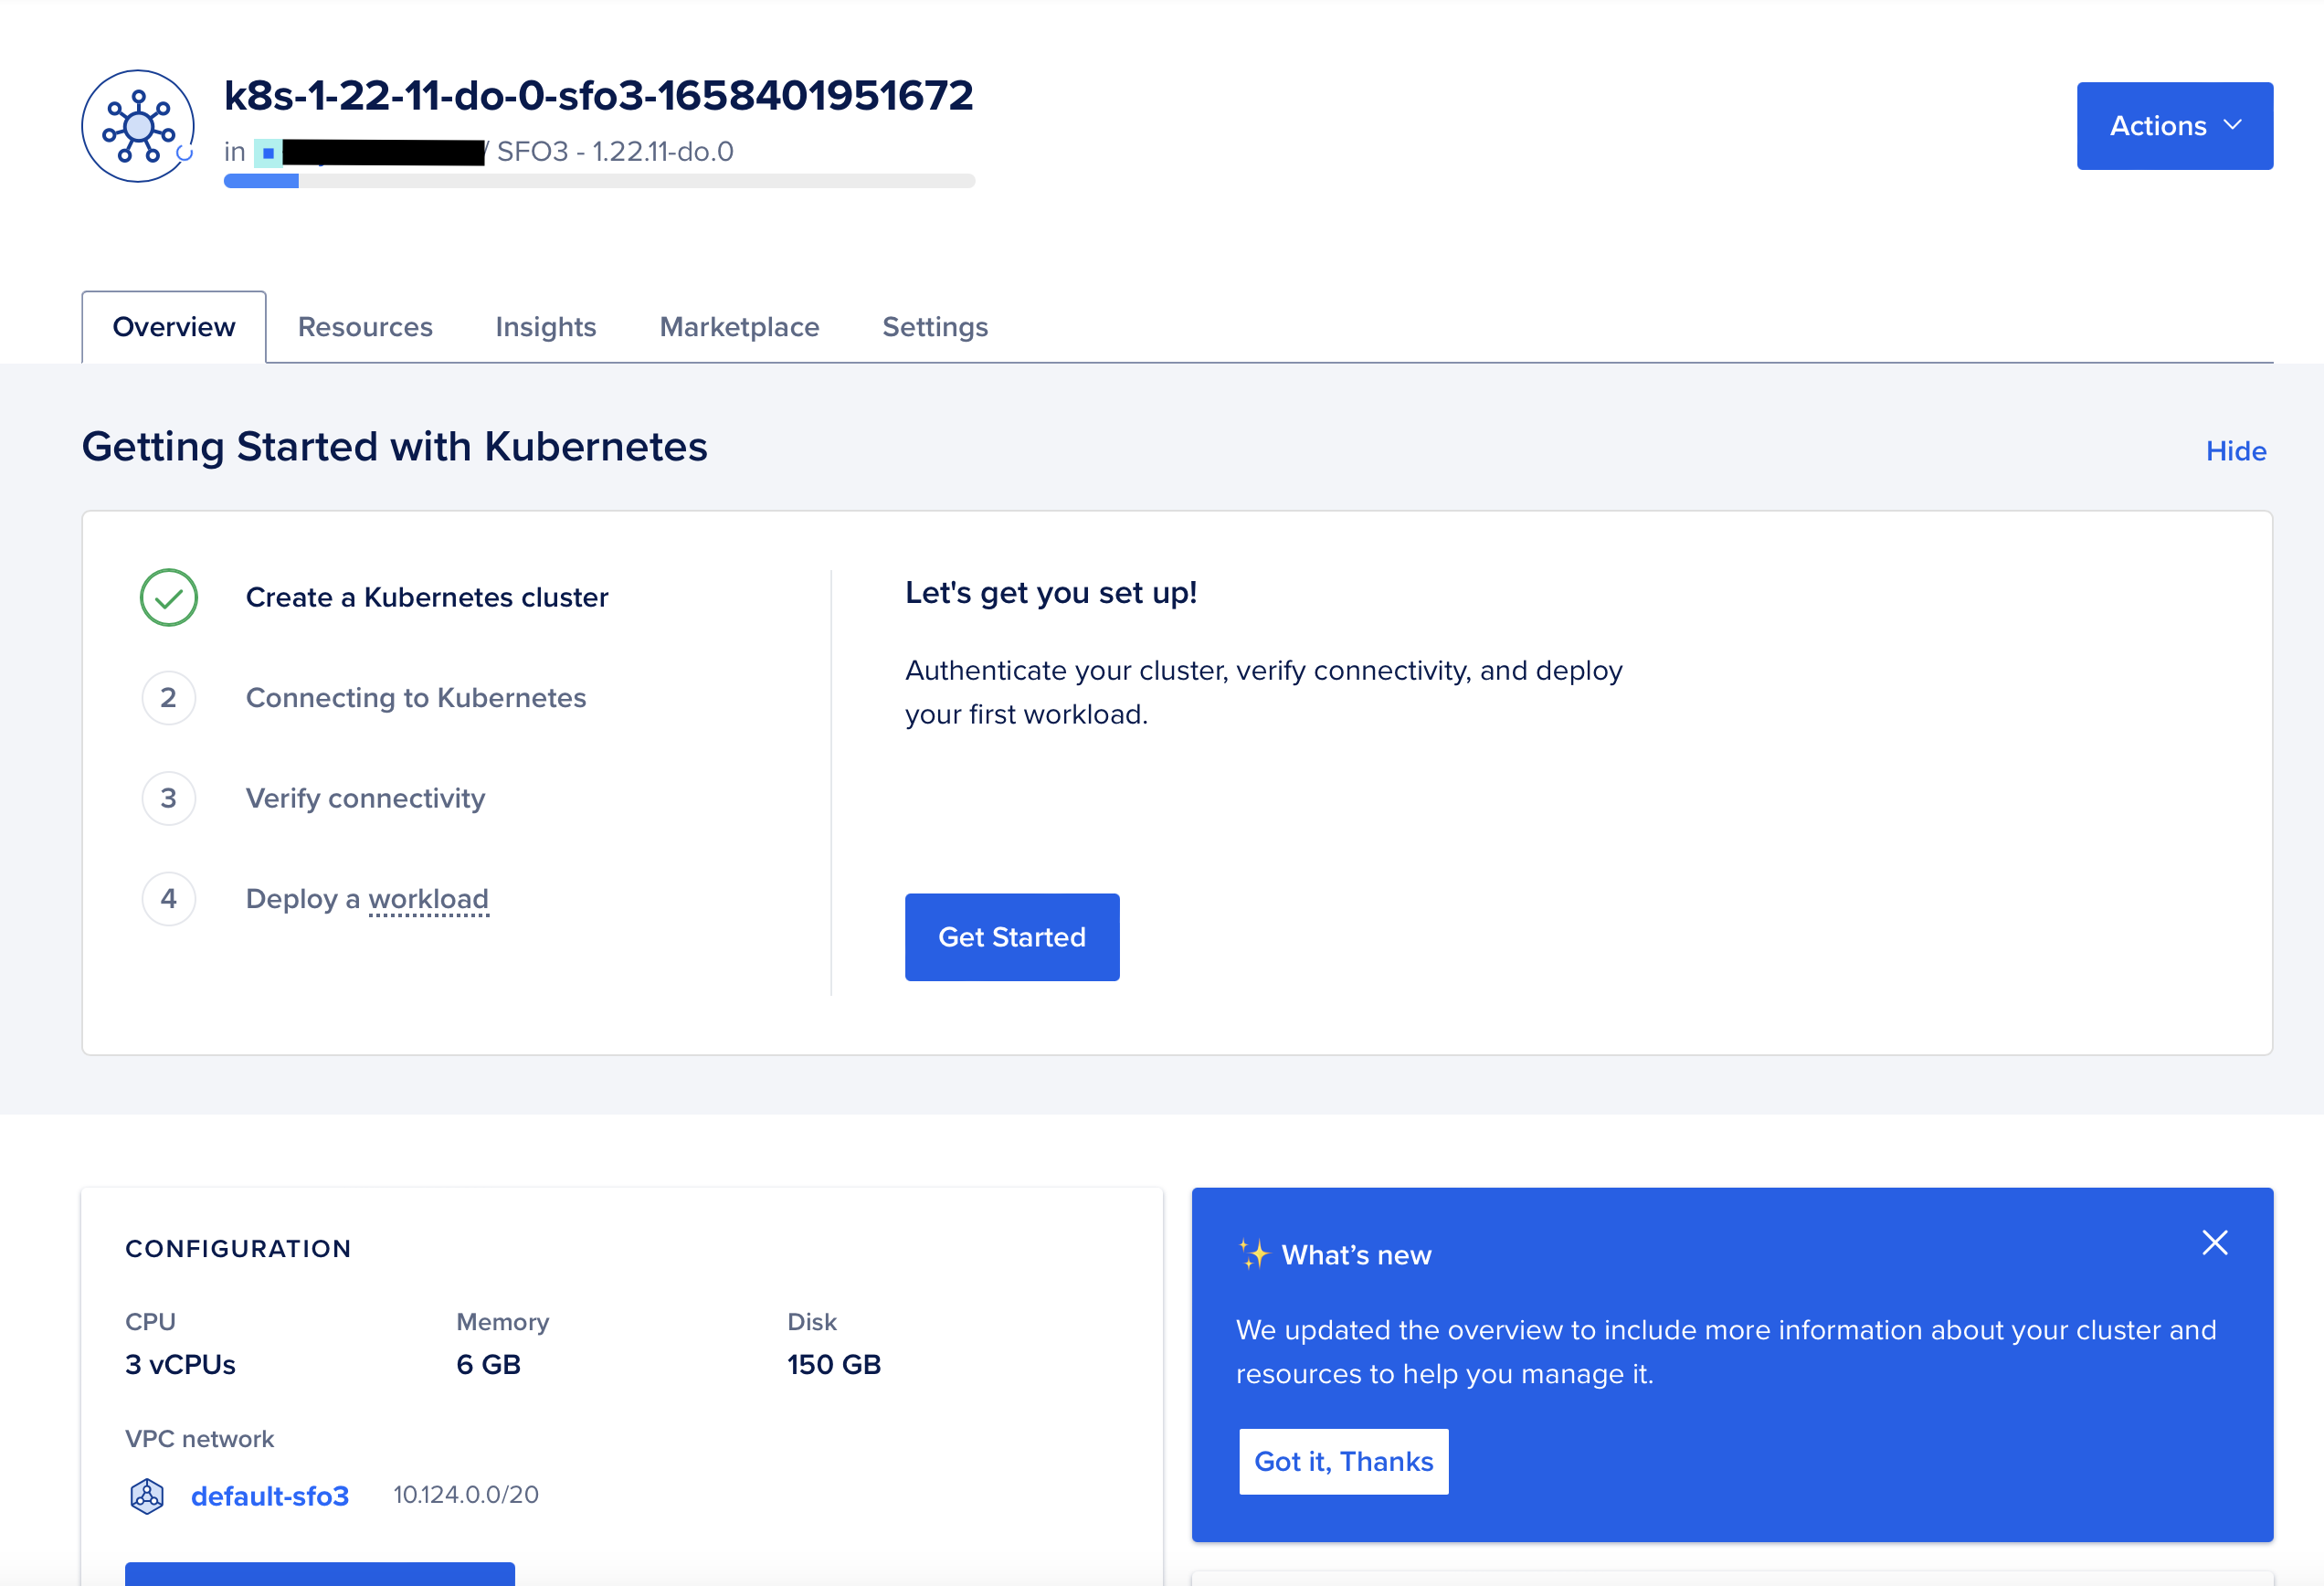 k8s-1-22-11-do-0-sfo3-1658401951672
in / SFO3 - 1.22.11-do.0
Actions
Overview Resources Insights Marketplace Settings
Getting Started with Kubernetes
Hide
Create a Kubernetes cluster
2 Connecting to Kubernetes
3 Verify connectivity
4 Deploy a workload
Let's get you set up!
Authenticate your cluster, verify connectivity, and deploy
your first workload.
Get Started
CONFIGURATION
CPU Memory Disk
3 vCPUs 6 GB 150 GB
VPC network
default-sfo3 10.124.0.0/20
✨ What’s new
We updated the overview to include more information about your cluster and
resources to help you manage it.
Got it, Thanks